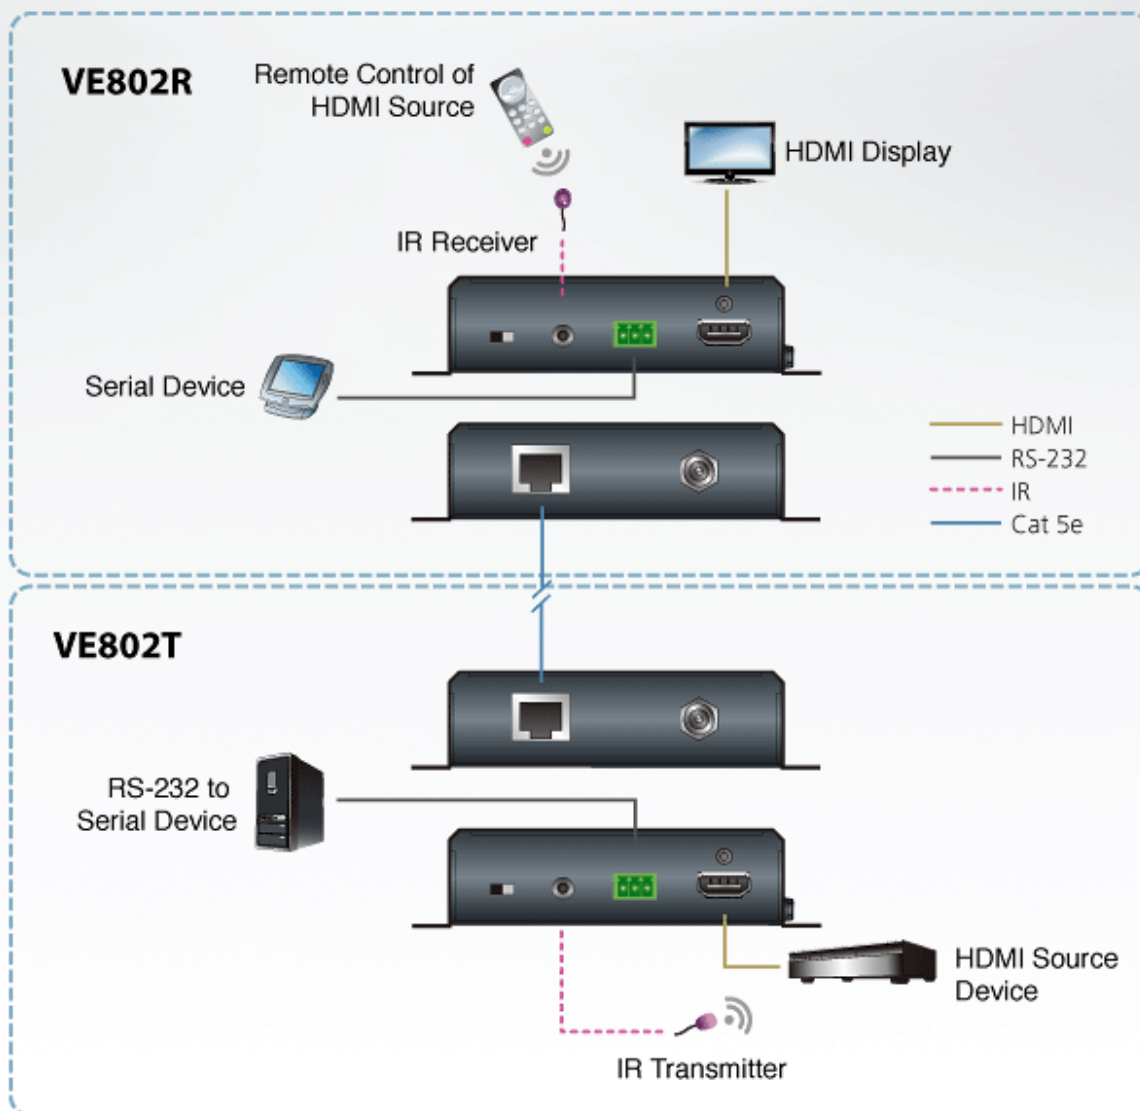 VE802R
Remote Control of
HDMI Source
HDMI Display
IR Receiver
Serial Device
HDMI
RS-232
IR
Cat 5e
VE802T
RS-232 to
Serial Device
HDMI Source
Device
IR Transmitter